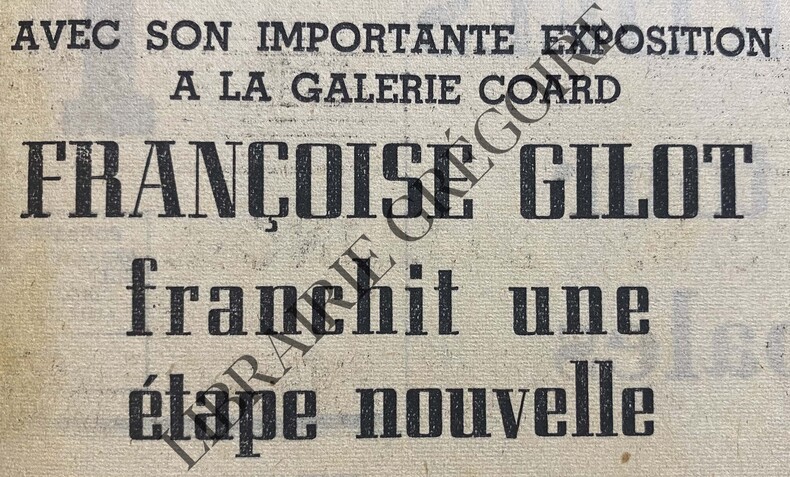 AVEC SON IMPORTANTE EXPOSITION
A LA GALERIE COARD
FRANÇOISE GILOT
franchit une
étape nouvelle
LIBRAIRIE GRÉGOIRE